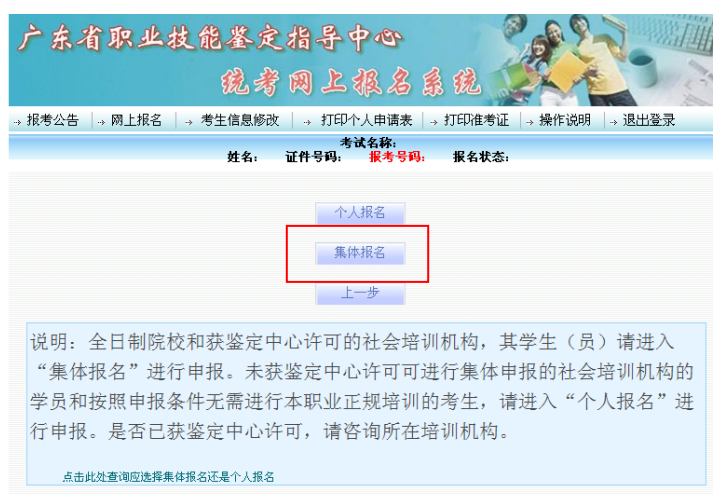 广东省职业技能鉴定指导中心
统考网上报名系统
→ 报考公告 | → 网上报名 | → 考生信息修改 | → 打印个人申请表 | → 打印准考证 | → 操作说明 | → 退出登录
考试名称:
姓名: 证件号码: 报考号码: 报名状态:
个人报名
集体报名
上一步
说明：全日制院校和获鉴定中心许可的社会培训机构，其学生（员）请进入
“集体报名”进行申报。未获鉴定中心许可可进行集体申报的社会培训机构的
学员和按照申报条件无需进行本职业正规培训的考生，请进入“个人报名”进
行申报。是否已获鉴定中心许可，请咨询所在培训机构。
点击此处查询应选择集体报名还是个人报名